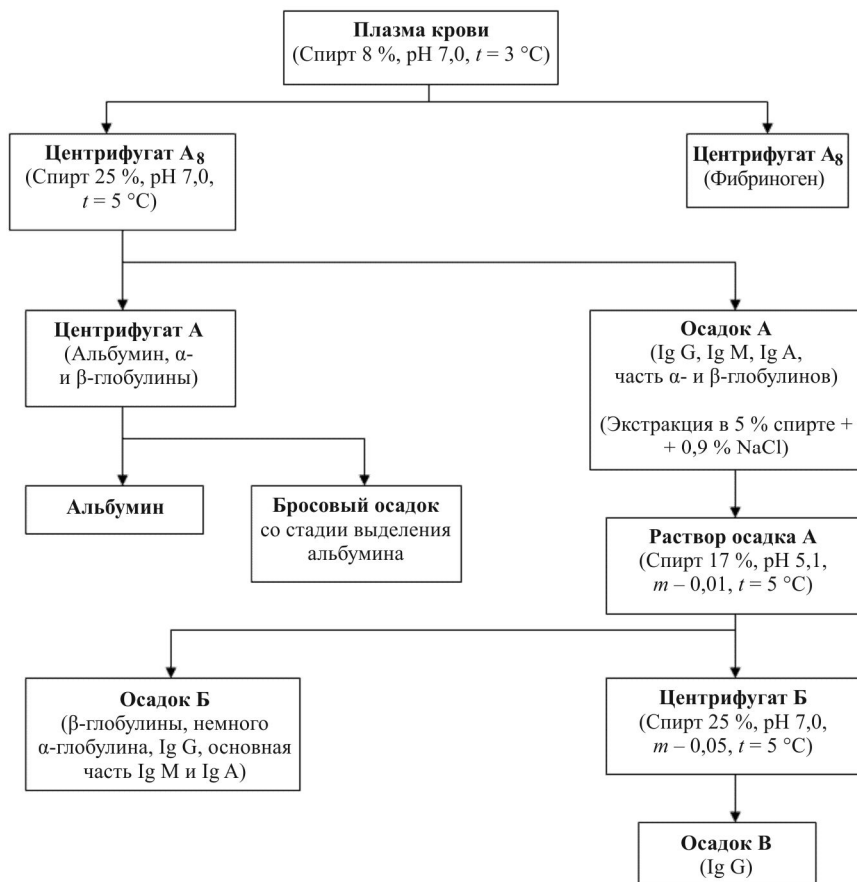 Плазма крови
(Спирт 8 %, pH 7,0, t = 3 °C)
Центрифугат А8
(Спирт 25 %, pH 7,0,
t = 5 °C)
Центрифугат А8
(Фибриноген)
Центрифугат А
(Альбумин, α-
и β-глобулины)
Осадок А
(Ig G, Ig M, Ig A,
часть α- и β-глобулинов)
(Экстракция в 5 % спирте +
+ 0,9 % NaCl)
Альбумин
Бросовый осадок
со стадии выделения
альбумина
Раствор осадка А
(Спирт 17 %, pH 5,1,
m – 0,01, t = 5 °C)
Осадок Б
(β-глобулины, немного
α-глобулина, Ig G, основная
часть Ig M и Ig A)
Центрифугат Б
(Спирт 25 %, pH 7,0,
m – 0,05, t = 5 °C)
Осадок В
(Ig G)